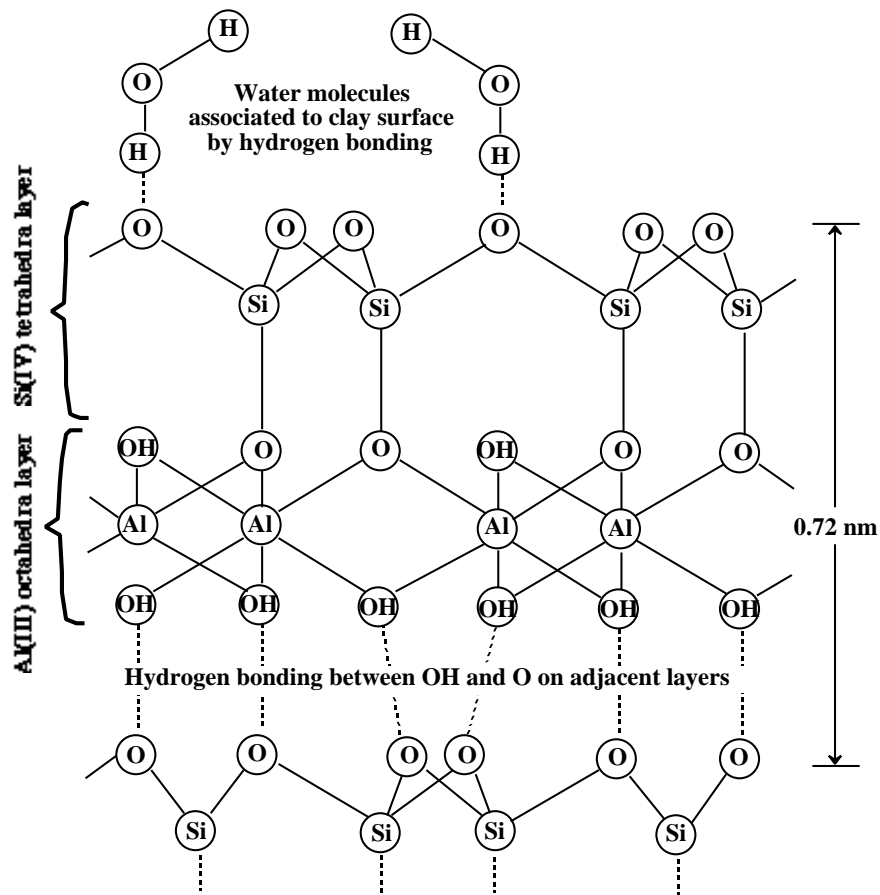 H H
O O
Water molecules
associated to clay surface
by hydrogen bonding
H H
O O O O O O
Si(IV) tetrahedra layer
Si Si Si Si
OH O O OH O O
Al(III) octahedra layer
Al Al Al Al
0.72 nm
OH OH OH OH OH OH
Hydrogen bonding between OH and O on adjacent layers
O O O O O O
Si Si Si Si